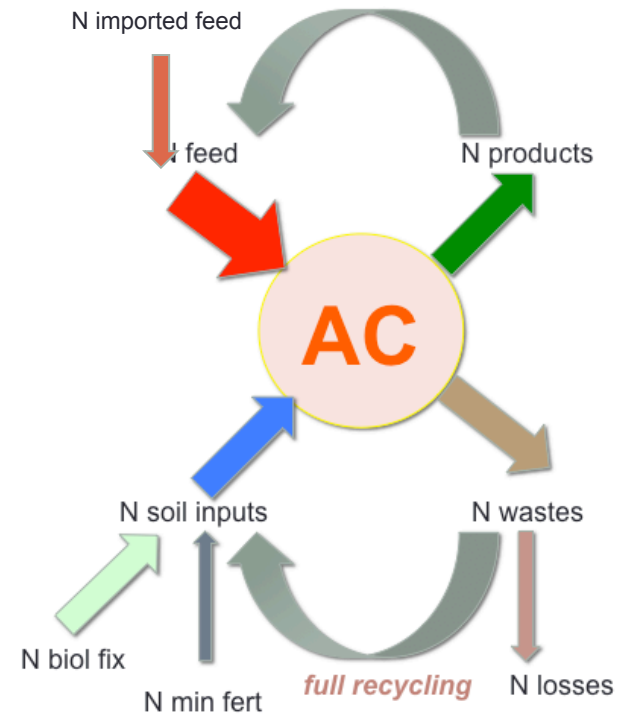 N imported feed
N feed
N products
AC
N soil inputs
N wastes
N biol fix
N min fert
full recycling
N losses